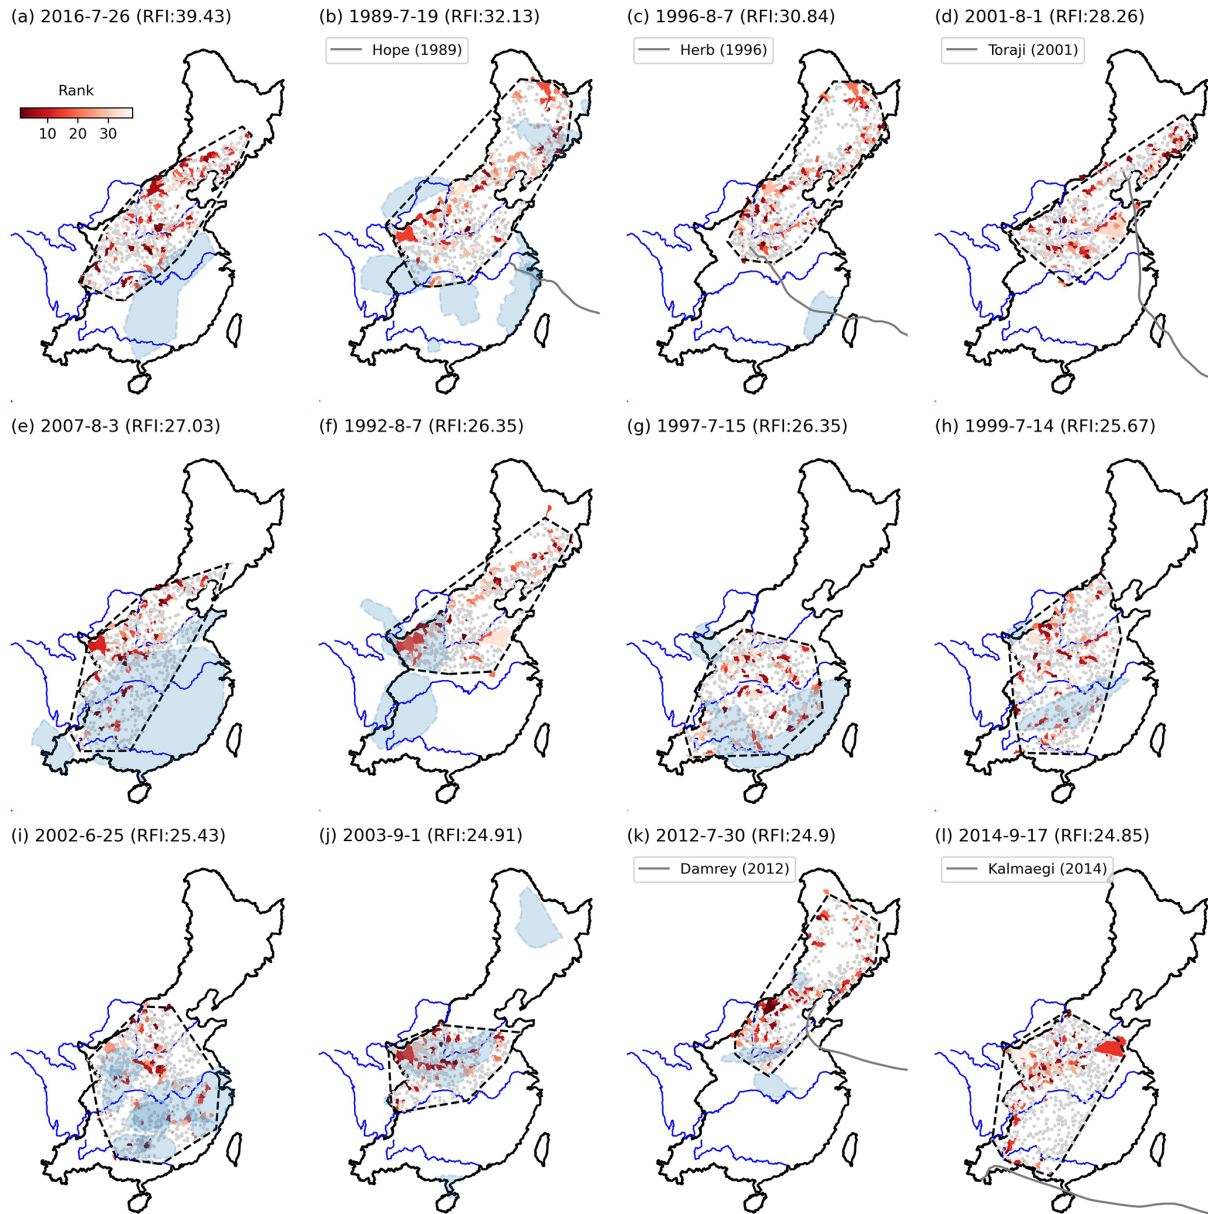 (a) 2016-7-26 (RFI:39.43)
(b) 1989-7-19 (RFI:32.13)
(c) 1996-8-7 (RFI:30.84)
(d) 2001-8-1 (RFI:28.26)
Hope (1989)
Herb (1996)
Toraji (2001)
Rank
10 20 30
(e) 2007-8-3 (RFI:27.03)
(f) 1992-8-7 (RFI:26.35)
(g) 1997-7-15 (RFI:26.35)
(h) 1999-7-14 (RFI:25.67)
(i) 2002-6-25 (RFI:25.43)
(j) 2003-9-1 (RFI:24.91)
(k) 2012-7-30 (RFI:24.9)
(l) 2014-9-17 (RFI:24.85)
Damrey (2012)
Kalmaegi (2014)